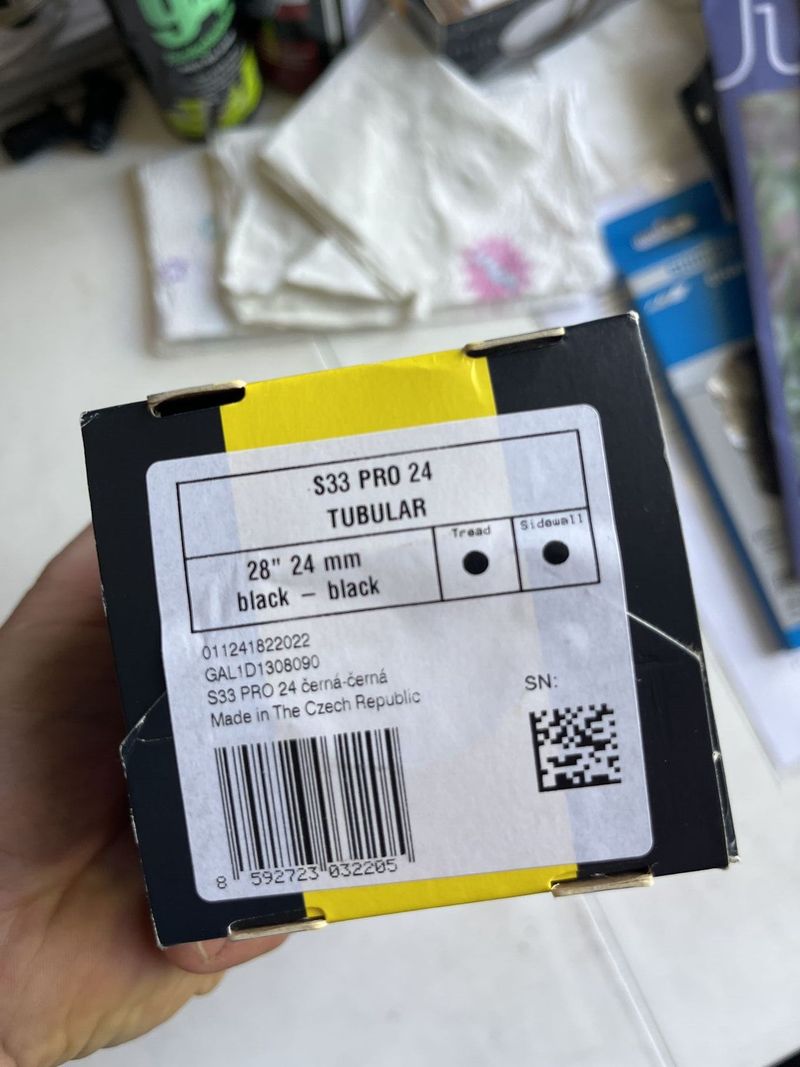 S33 PRO 24
TUBULAR
28" 24 mm
black – black
Tread
Sidewall
011241822022
GAL1D1308090
S33 PRO 24 černá-černá
Made in The Czech Republic
SN:
8 592723 032205